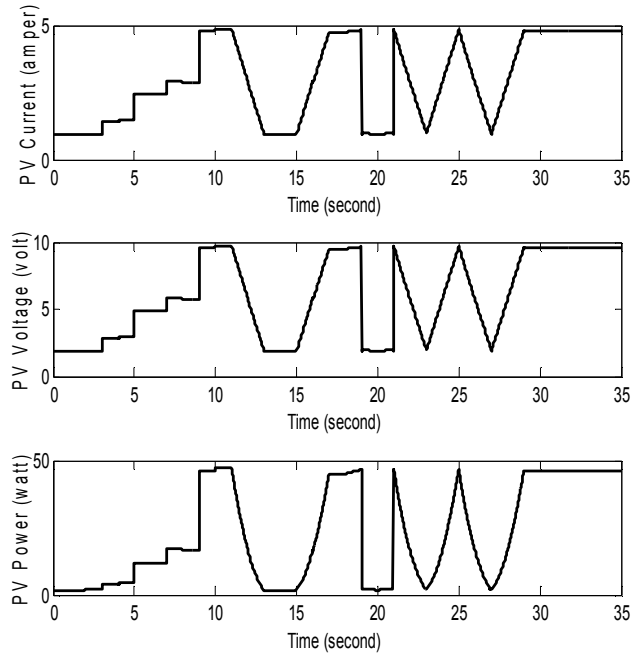 5
PV Current (amper)
0
0 5 10 15 20 25 30 35
Time (second)
10
PV Voltage (volt)
5
0
0 5 10 15 20 25 30 35
Time (second)
50
PV Power (watt)
0
0 5 10 15 20 25 30 35
Time (second)